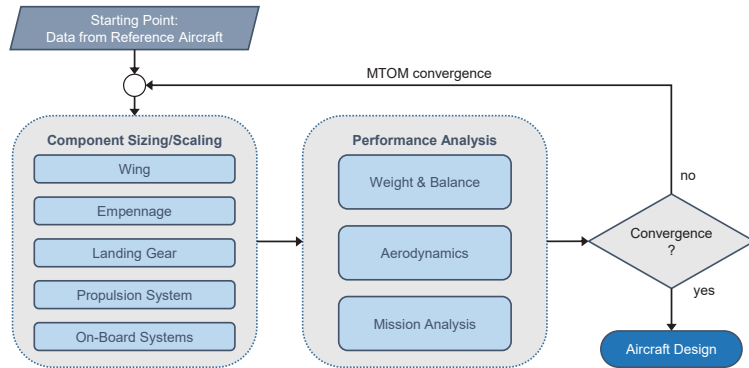 Starting Point:
Data from Reference Aircraft
MTOM convergence
Component Sizing/Scaling
Wing
Empennage
Landing Gear
Propulsion System
On-Board Systems
Performance Analysis
Weight & Balance
Aerodynamics
Mission Analysis
no
Convergence
?
yes
Aircraft Design